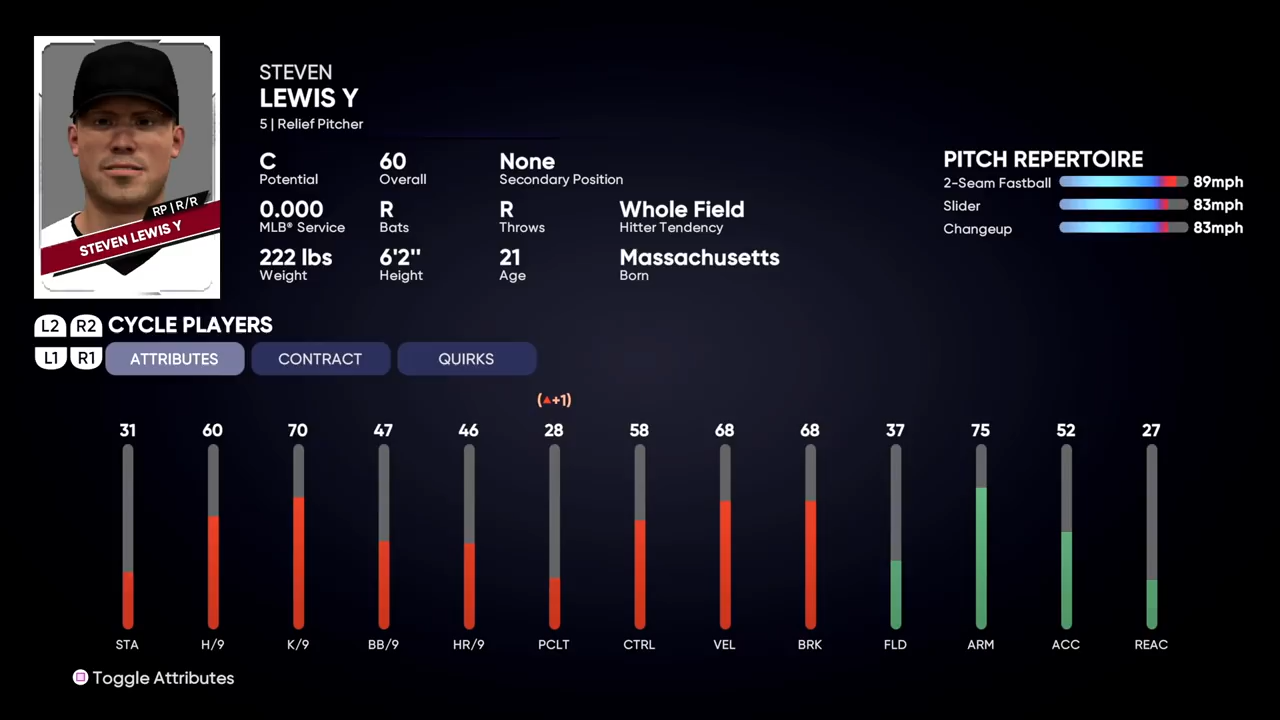 STEVEN
LEWIS Y
5 | Relief Pitcher
RP | R/R
STEVEN LEWIS Y
C
Potential
60
Overall
None
Secondary Position
0.000
MLB® Service
R
Bats
R
Throws
Whole Field
Hitter Tendency
222 lbs
Weight
6'2''
Height
21
Age
Massachusetts
Born
PITCH REPERTOIRE
2-Seam Fastball 89mph
Slider 83mph
Changeup 83mph
L2 R2 CYCLE PLAYERS
L1 R1 ATTRIBUTES CONTRACT QUIRKS
(▲+1)
31 60 70 47 46 28 58 68 68 37 75 52 27
STA H/9 K/9 BB/9 HR/9 PCLT CTRL VEL BRK FLD ARM ACC REAC
Toggle Attributes